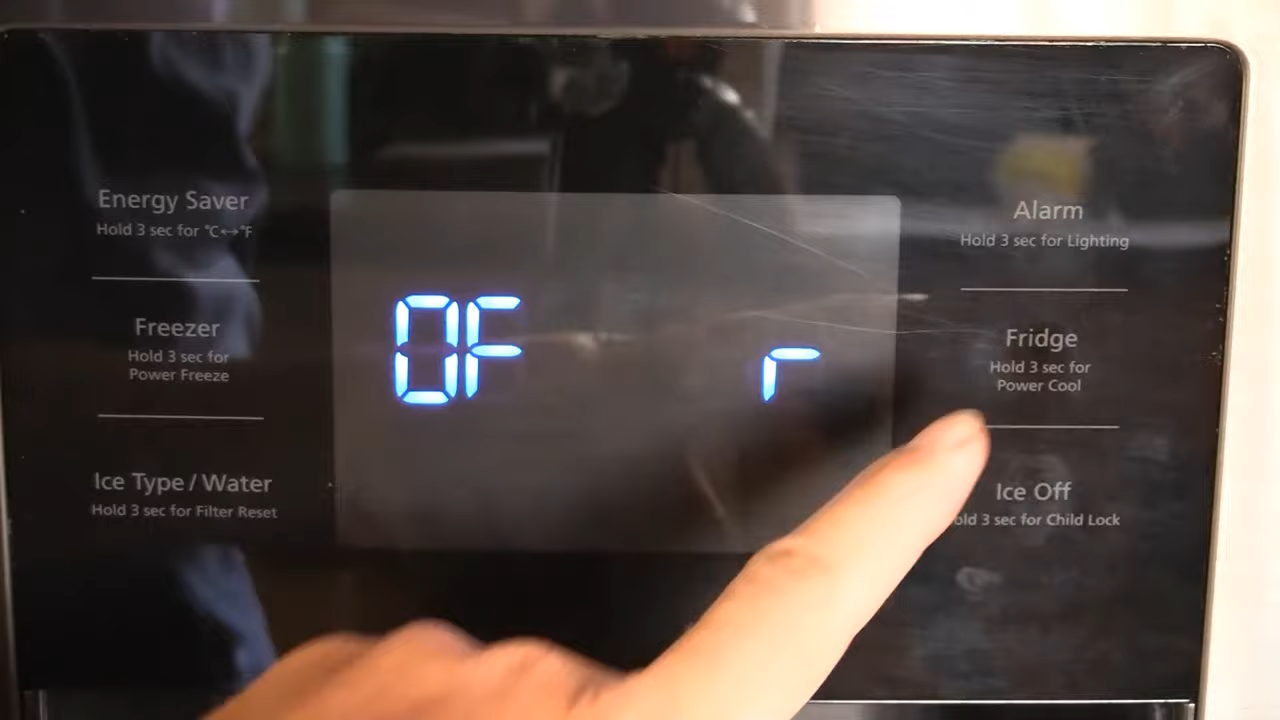 Energy Saver
Hold 3 sec for °C↔°F
Freezer
Hold 3 sec for
Power Freeze
Ice Type / Water
Hold 3 sec for Filter Reset
0F r
Alarm
Hold 3 sec for Lighting
Fridge
Hold 3 sec for
Power Cool
Ice Off
3 sec for Child Lock